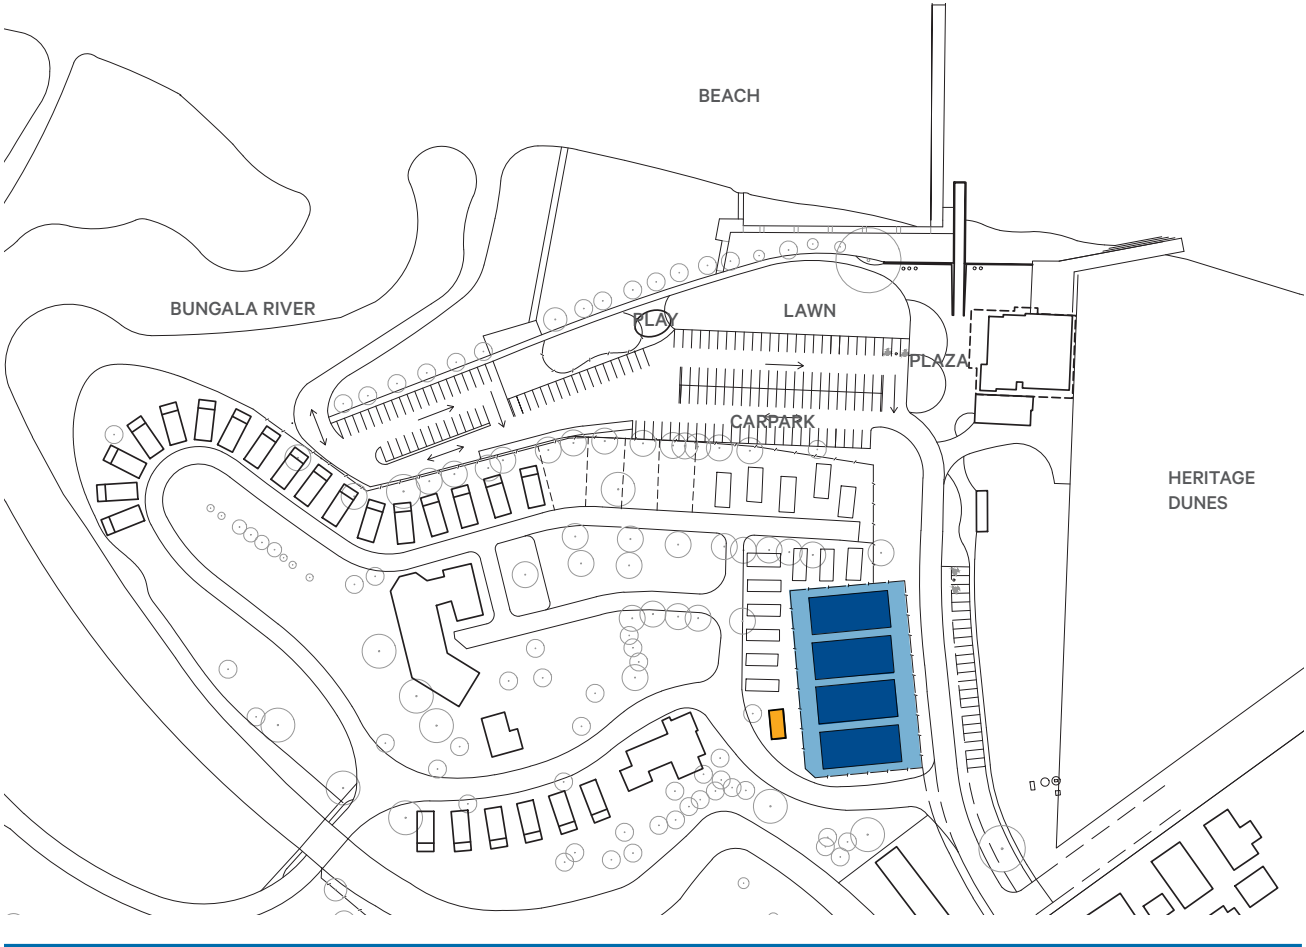 BEACH
BUNGALA RIVER
LAWN
PLAY
PLAZA
CARPARK
HERITAGE
DUNES